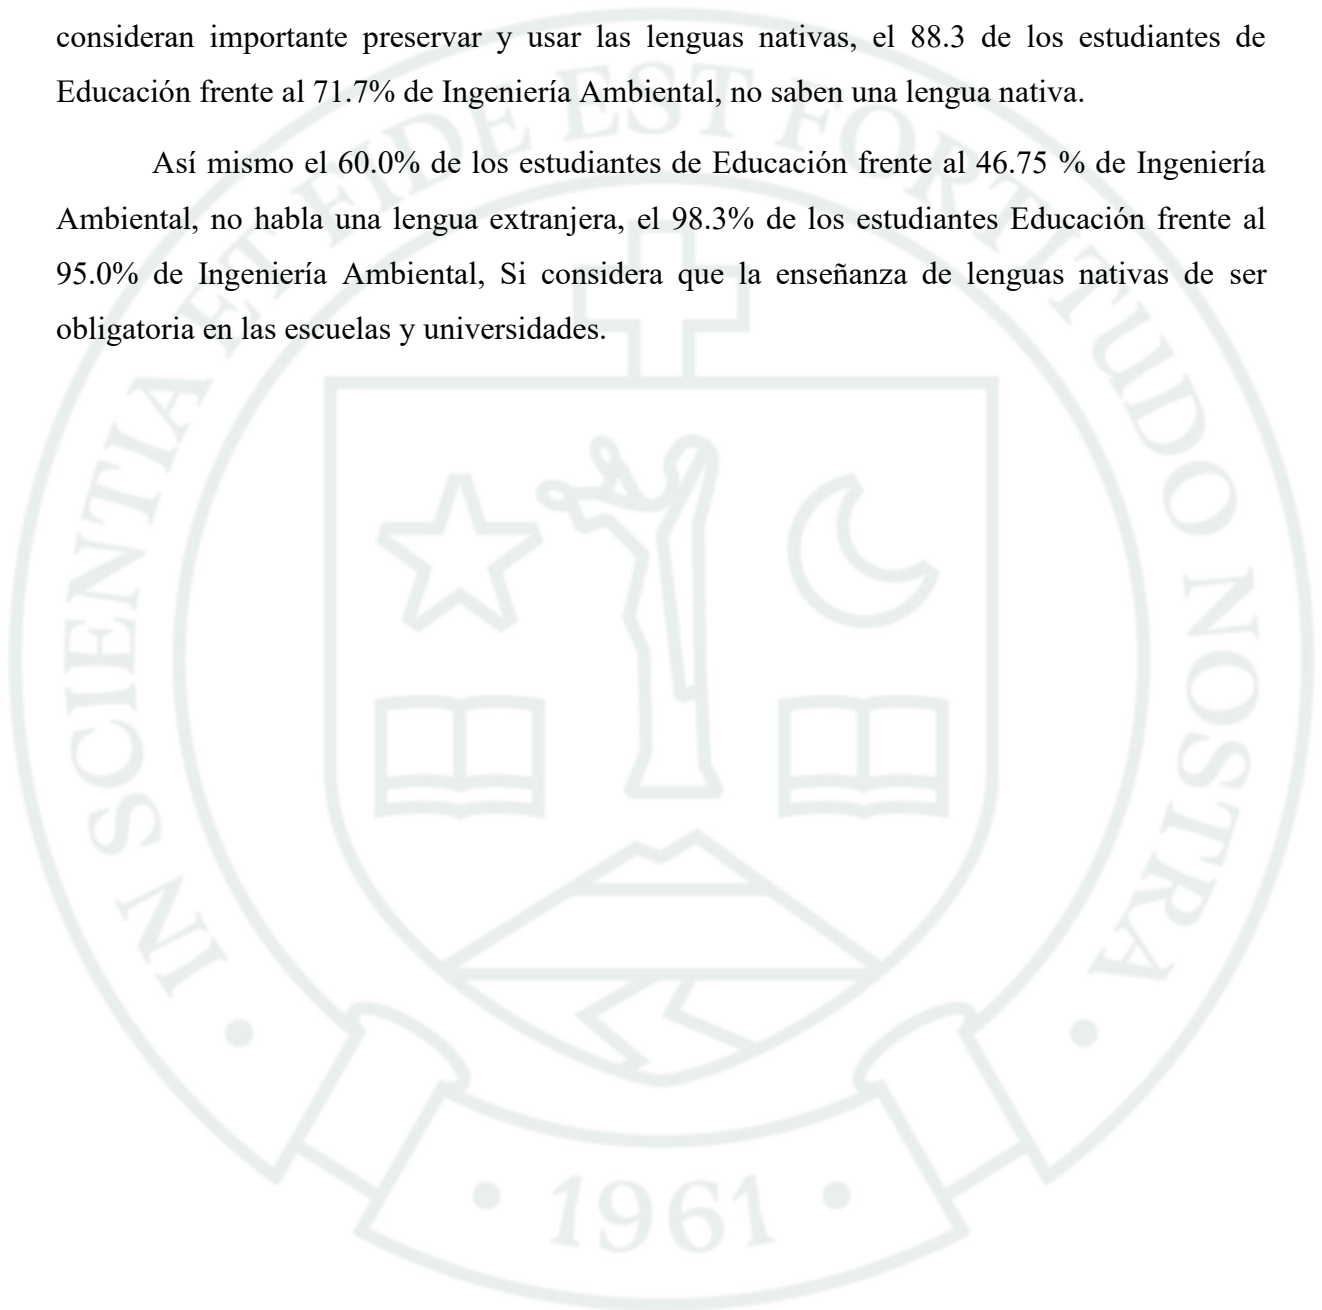 consideran importante preservar y usar las lenguas nativas, el 88.3 de los estudiantes de
Educación frente al 71.7% de Ingeniería Ambiental, no saben una lengua nativa.
Así mismo el 60.0% de los estudiantes de Educación frente al 46.75 % de Ingeniería
Ambiental, no habla una lengua extranjera, el 98.3% de los estudiantes Educación frente al
95.0% de Ingeniería Ambiental, Si considera que la enseñanza de lenguas nativas de ser
obligatoria en las escuelas y universidades.
IN SCIENTIA ET FIDE EST FORTITUDO NOSTRA
• 1961 •